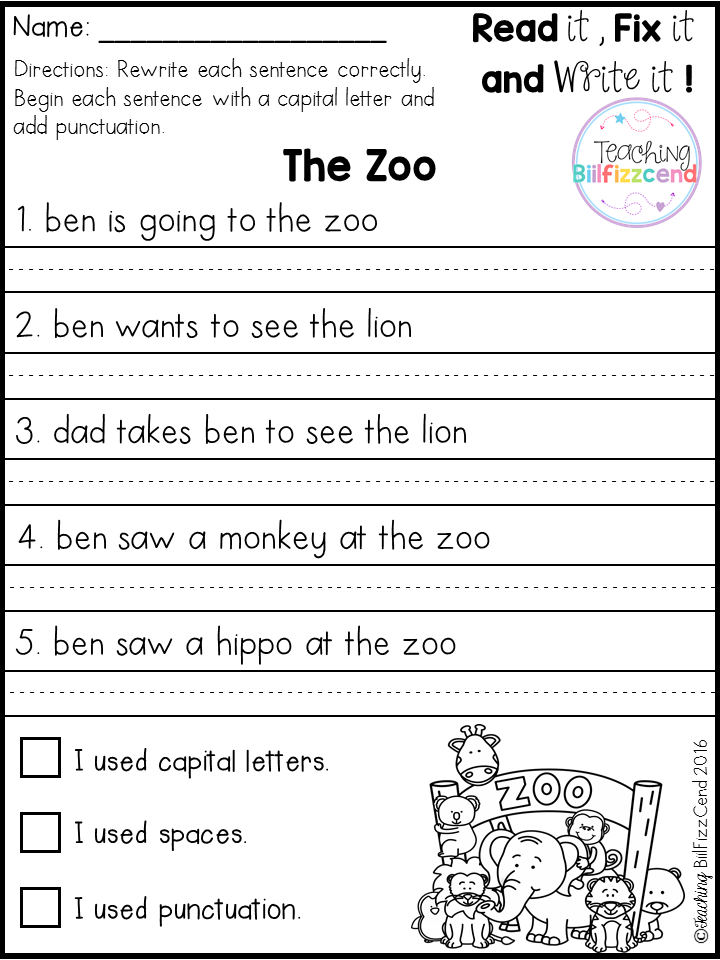 Name: ___________________
Read it, Fix it
and Write it!
Directions: Rewrite each sentence correctly.
Begin each sentence with a capital letter and
add punctuation.
Teaching
Biilfizzcend
The Zoo
1. ben is going to the zoo
2. ben wants to see the lion
3. dad takes ben to see the lion
4. ben saw a monkey at the zoo
5. ben saw a hippo at the zoo
I used capital letters.
I used spaces.
I used punctuation.
ZOO
©Teaching BiilFizzCend 2016